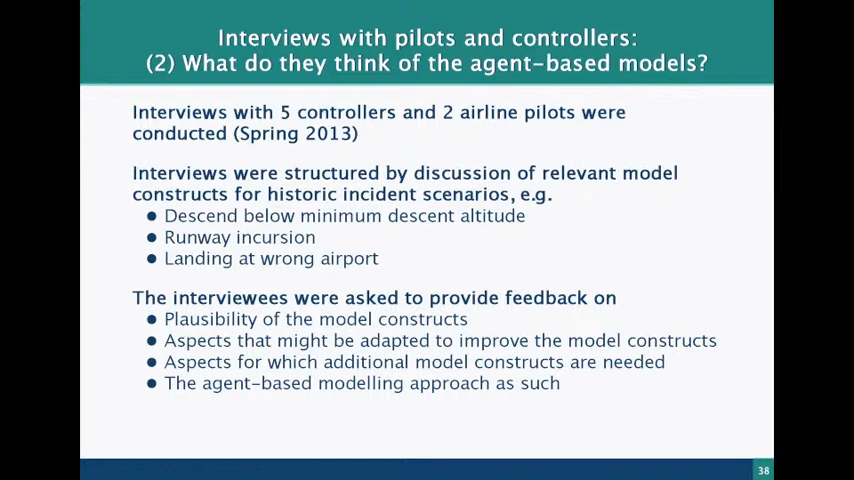 Interviews with pilots and controllers:
(2) What do they think of the agent-based models?
Interviews with 5 controllers and 2 airline pilots were
conducted (Spring 2013)
Interviews were structured by discussion of relevant model
constructs for historic incident scenarios, e.g.
● Descend below minimum descent altitude
● Runway incursion
● Landing at wrong airport
The interviewees were asked to provide feedback on
● Plausibility of the model constructs
● Aspects that might be adapted to improve the model constructs
● Aspects for which additional model constructs are needed
● The agent-based modelling approach as such
38